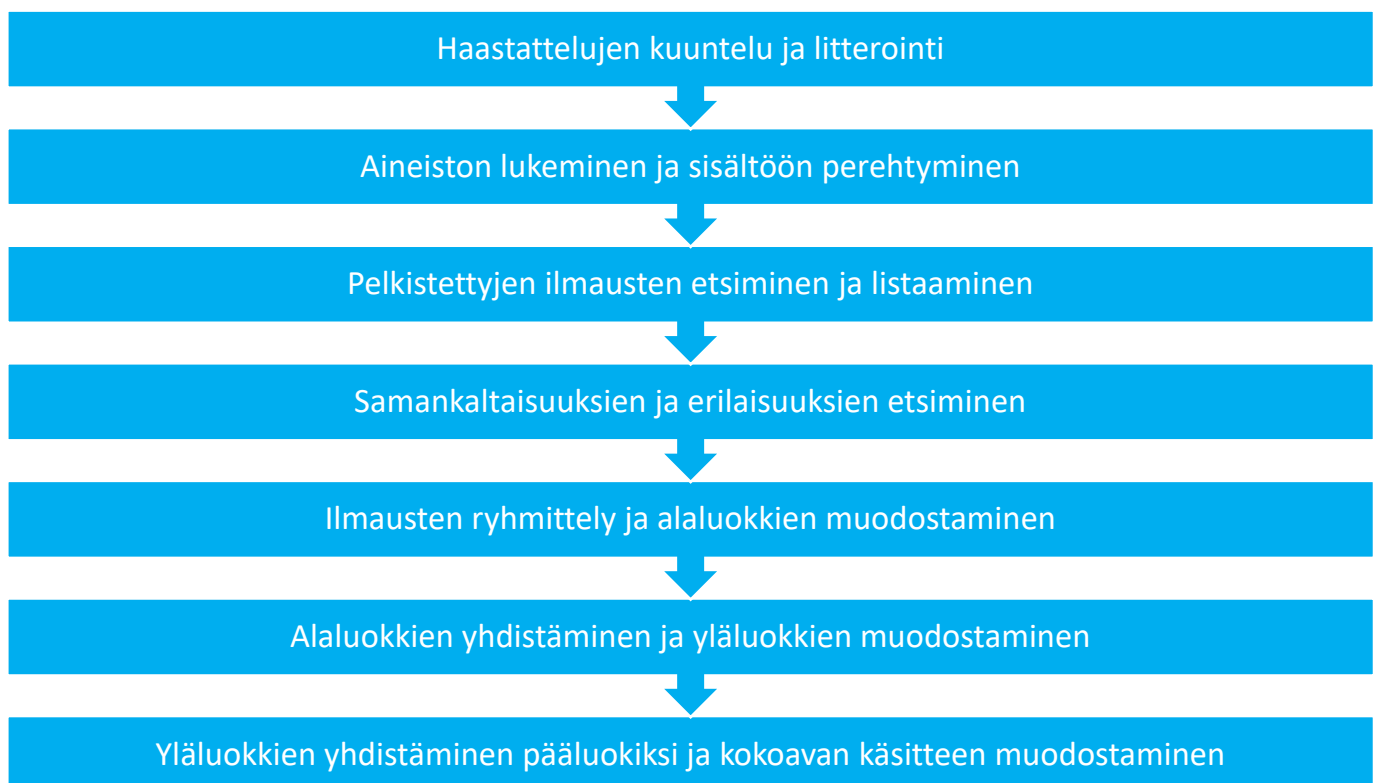 Haastattelujen kuuntelu ja litterointi
Aineiston lukeminen ja sisältöön perehtyminen
Pelkistettyjen ilmausten etsiminen ja listaaminen
Samankaltaisuuksien ja erilaisuuksien etsiminen
Ilmausten ryhmittely ja alaluokkien muodostaminen
Alaluokkien yhdistäminen ja yläluokkien muodostaminen
Yläluokkien yhdistäminen pääluokiksi ja kokoavan käsitteen muodostaminen